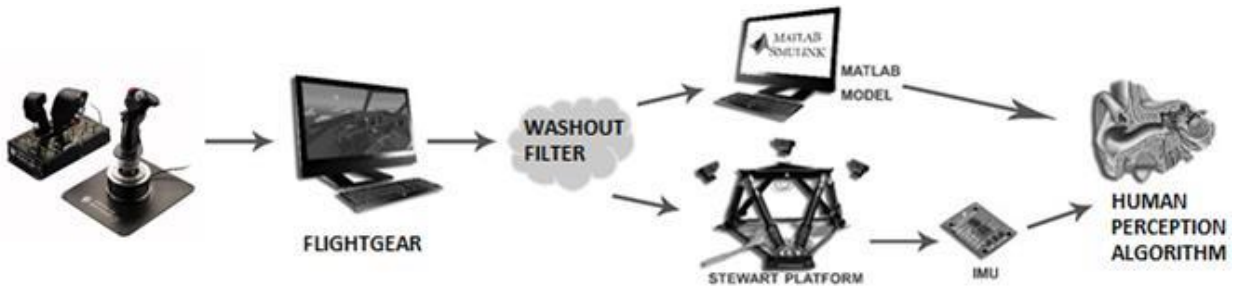 FLIGHTGEAR
WASHOUT
FILTER
MATLAB
SIMULINK
MATLAB
MODEL
STEWART PLATFORM
IMU
HUMAN
PERCEPTION
ALGORITHM